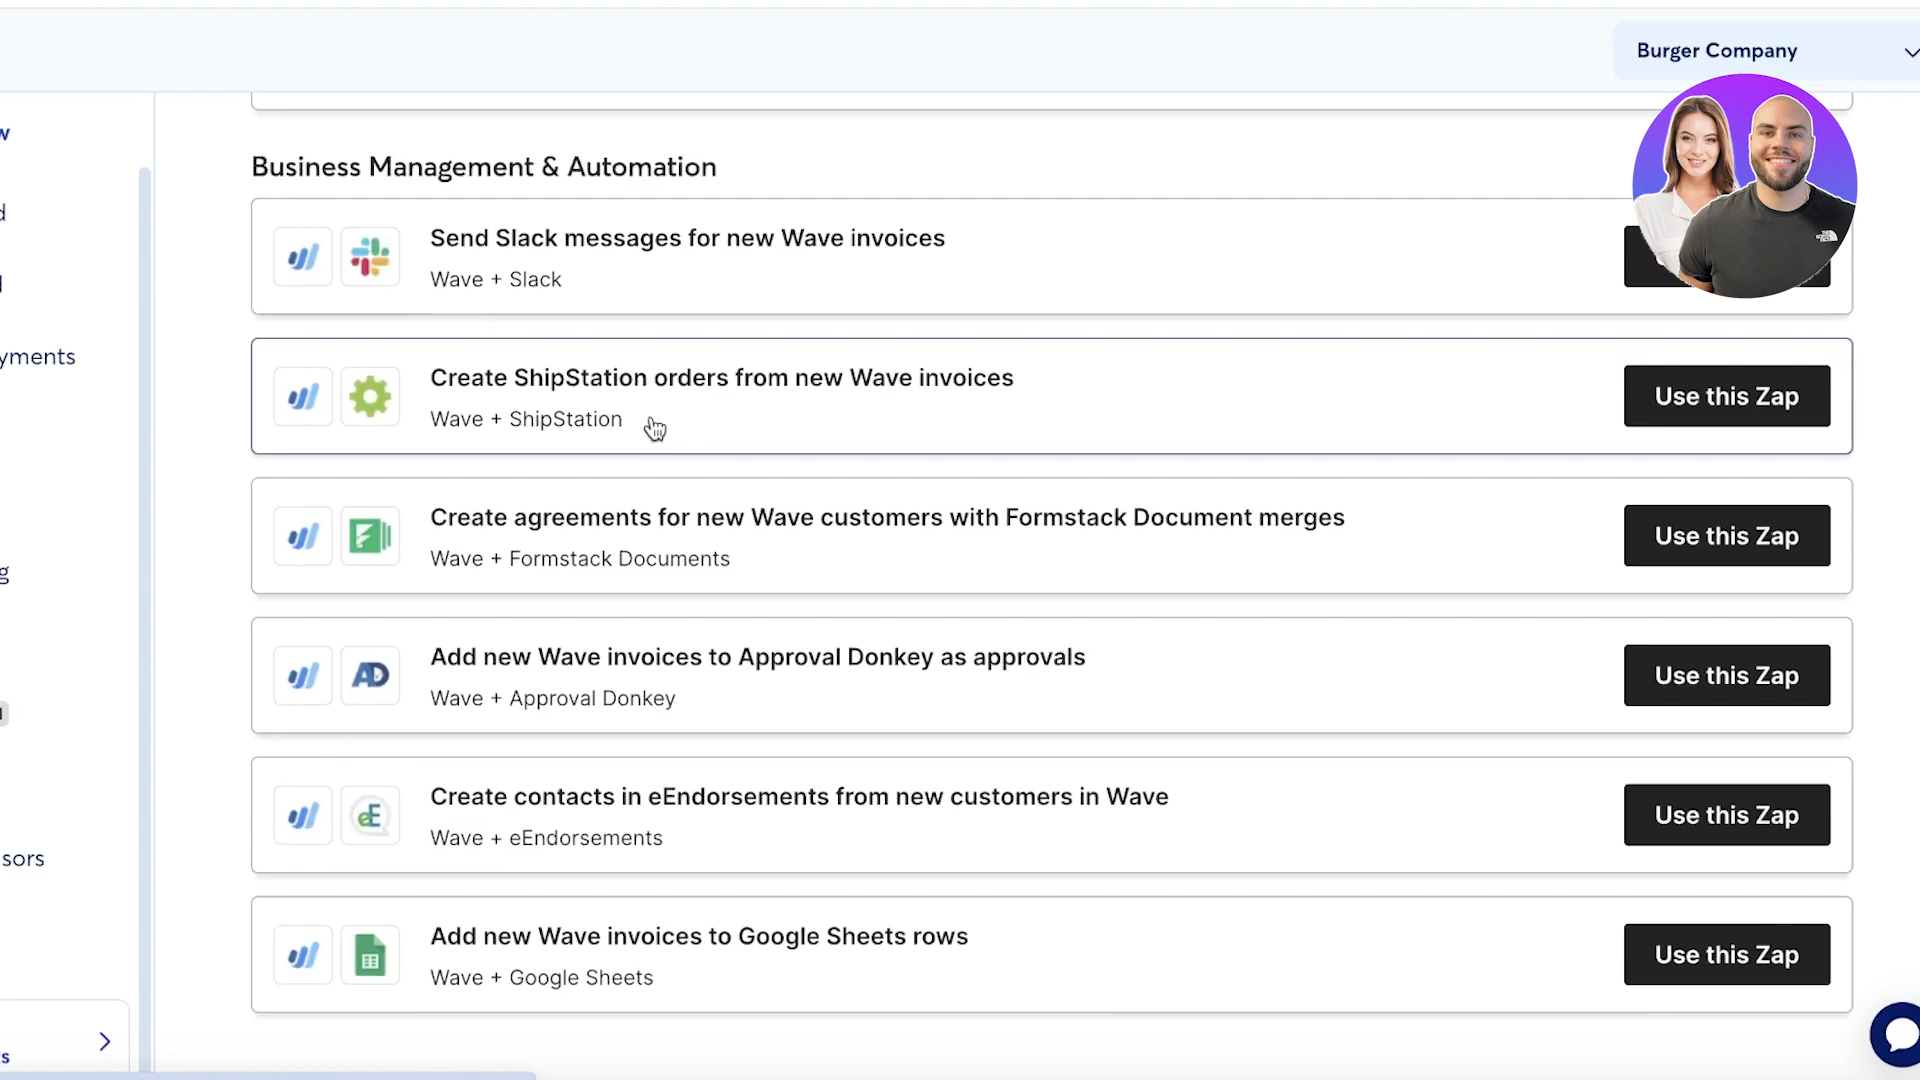 Burger Company
w
d
yments
g
sors
s
Business Management & Automation
Send Slack messages for new Wave invoices
Wave + Slack
Create ShipStation orders from new Wave invoices
Wave + ShipStation
Use this Zap
Create agreements for new Wave customers with Formstack Document merges
Wave + Formstack Documents
Use this Zap
Add new Wave invoices to Approval Donkey as approvals
Wave + Approval Donkey
Use this Zap
AD
Create contacts in eEndorsements from new customers in Wave
Wave + eEndorsements
Use this Zap
eE
Add new Wave invoices to Google Sheets rows
Wave + Google Sheets
Use this Zap